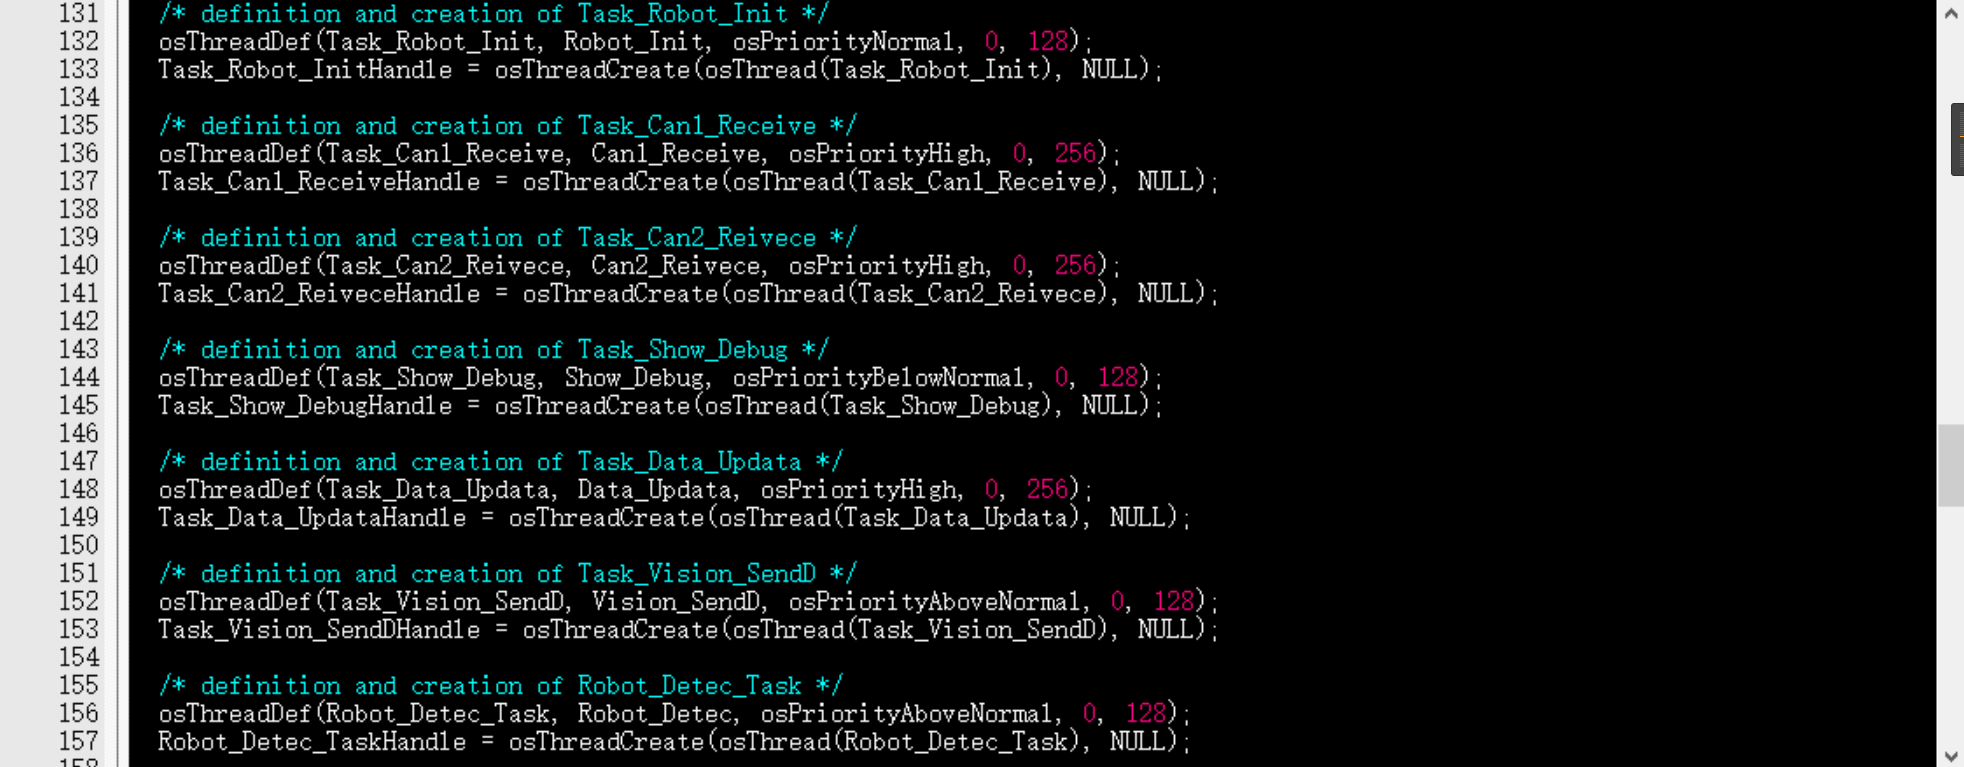 131 /* definition and creation of Task_Robot_Init */
132 osThreadDef(Task_Robot_Init, Robot_Init, osPriorityNormal, 0, 128);
133 Task_Robot_InitHandle = osThreadCreate(osThread(Task_Robot_Init), NULL);
134
135 /* definition and creation of Task_Can1_Receive */
136 osThreadDef(Task_Can1_Receive, Can1_Receive, osPriorityHigh, 0, 256);
137 Task_Can1_ReceiveHandle = osThreadCreate(osThread(Task_Can1_Receive), NULL);
138
139 /* definition and creation of Task_Can2_Reivece */
140 osThreadDef(Task_Can2_Reivece, Can2_Reivece, osPriorityHigh, 0, 256);
141 Task_Can2_ReiveceHandle = osThreadCreate(osThread(Task_Can2_Reivece), NULL);
142
143 /* definition and creation of Task_Show_Debug */
144 osThreadDef(Task_Show_Debug, Show_Debug, osPriorityBelowNormal, 0, 128);
145 Task_Show_DebugHandle = osThreadCreate(osThread(Task_Show_Debug), NULL);
146
147 /* definition and creation of Task_Data_Updata */
148 osThreadDef(Task_Data_Updata, Data_Updata, osPriorityHigh, 0, 256);
149 Task_Data_UpdataHandle = osThreadCreate(osThread(Task_Data_Updata), NULL);
150
151 /* definition and creation of Task_Vision_SendD */
152 osThreadDef(Task_Vision_SendD, Vision_SendD, osPriorityAboveNormal, 0, 128);
153 Task_Vision_SendDHandle = osThreadCreate(osThread(Task_Vision_SendD), NULL);
154
155 /* definition and creation of Robot_Detec_Task */
156 osThreadDef(Robot_Detec_Task, Robot_Detec, osPriorityAboveNormal, 0, 128);
157 Robot_Detec_TaskHandle = osThreadCreate(osThread(Robot_Detec_Task), NULL);
158